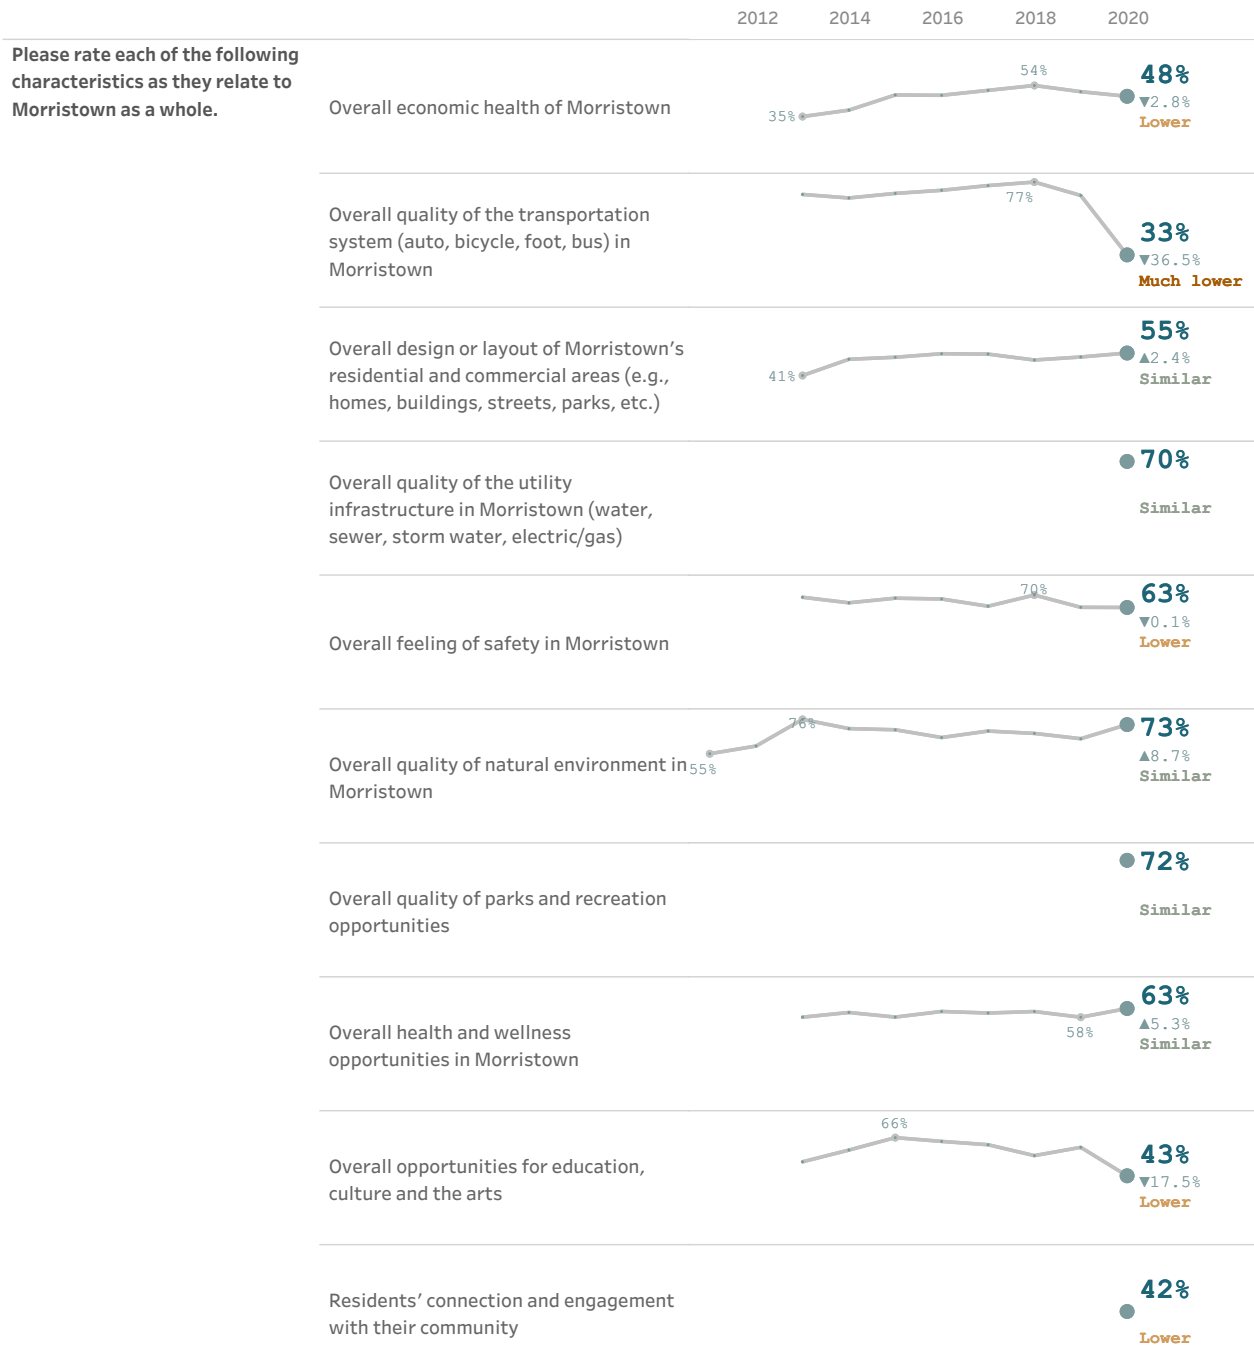 2012 2014 2016 2018 2020
Please rate each of the following
characteristics as they relate to
Morristown as a whole.
Overall economic health of Morristown
35%
54%
48%
▼2.8%
Lower
Overall quality of the transportation
system (auto, bicycle, foot, bus) in
Morristown
77%
33%
▼36.5%
Much lower
Overall design or layout of Morristown’s
residential and commercial areas (e.g.,
homes, buildings, streets, parks, etc.)
41%
55%
▲2.4%
Similar
Overall quality of the utility
infrastructure in Morristown (water,
sewer, storm water, electric/gas)
70%
Similar
Overall feeling of safety in Morristown
70%
63%
▼0.1%
Lower
Overall quality of natural environment in
Morristown
55%
76%
73%
▲8.7%
Similar
Overall quality of parks and recreation
opportunities
72%
Similar
Overall health and wellness
opportunities in Morristown
58%
63%
▲5.3%
Similar
Overall opportunities for education,
culture and the arts
66%
43%
▼17.5%
Lower
Residents’ connection and engagement
with their community
42%
Lower